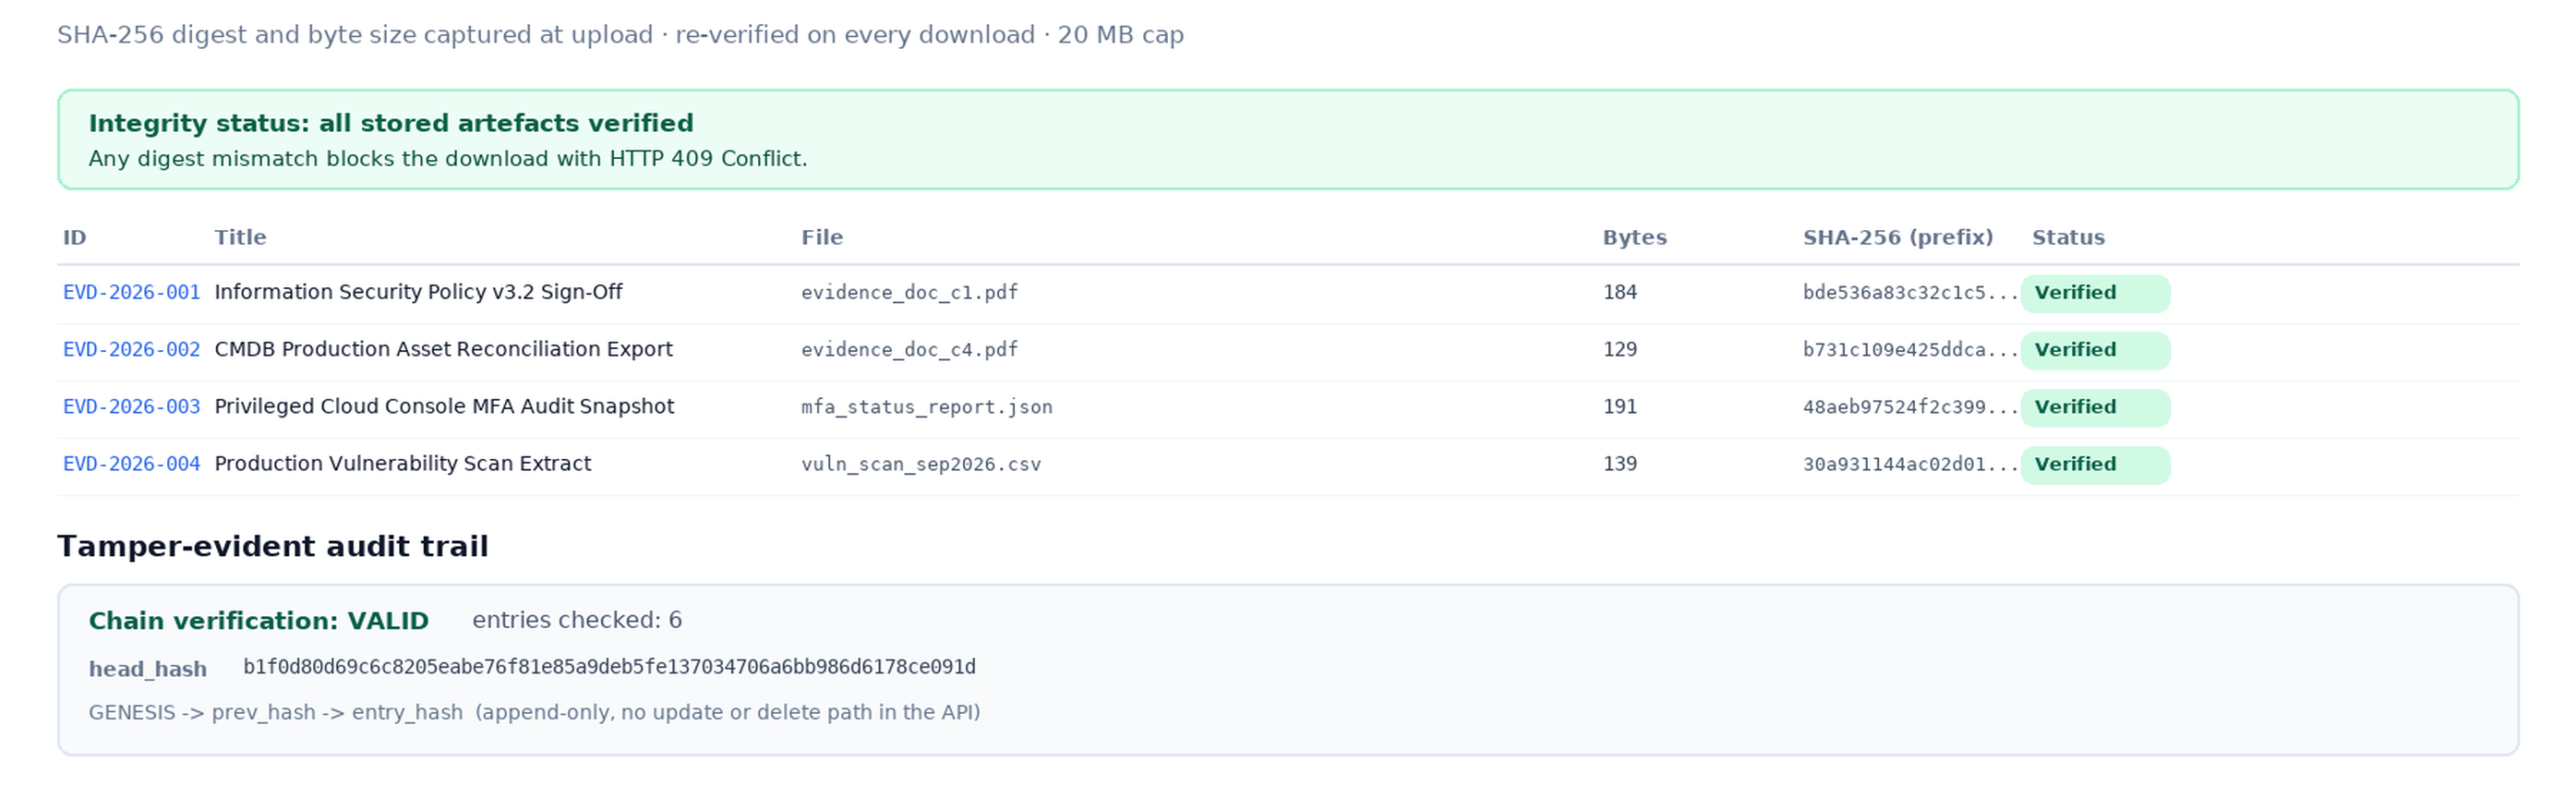 SHA-256 digest and byte size captured at upload · re-verified on every download · 20 MB cap
Integrity status: all stored artefacts verified
Any digest mismatch blocks the download with HTTP 409 Conflict.
ID Title File Bytes SHA-256 (prefix) Status
EVD-2026-001 Information Security Policy v3.2 Sign-Off evidence_doc_c1.pdf 184 bde536a83c32c1c5... Verified
EVD-2026-002 CMDB Production Asset Reconciliation Export evidence_doc_c4.pdf 129 b731c109e425ddca... Verified
EVD-2026-003 Privileged Cloud Console MFA Audit Snapshot mfa_status_report.json 191 48aeb97524f2c399... Verified
EVD-2026-004 Production Vulnerability Scan Extract vuln_scan_sep2026.csv 139 30a931144ac02d01... Verified
Tamper-evident audit trail
Chain verification: VALID entries checked: 6
head_hash b1f0d80d69c6c8205eabe76f81e85a9deb5fe137034706a6bb986d6178ce091d
GENESIS -> prev_hash -> entry_hash (append-only, no update or delete path in the API)